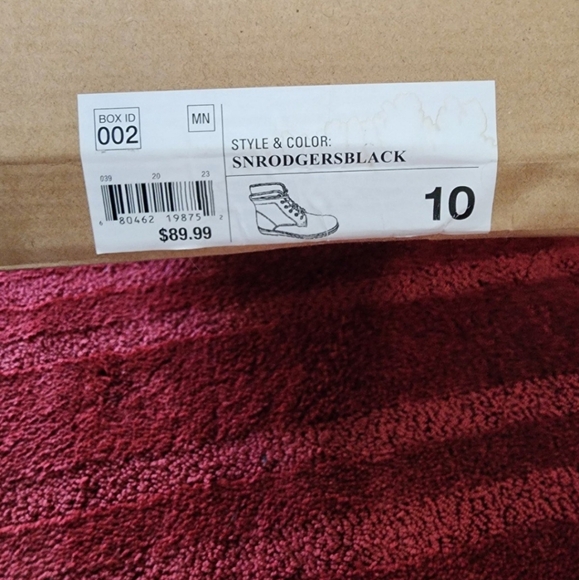 BOX ID
002
MN
039 20 23
6 80462 19875 2
$89.99
STYLE & COLOR:
SNRODGERSBLACK
10